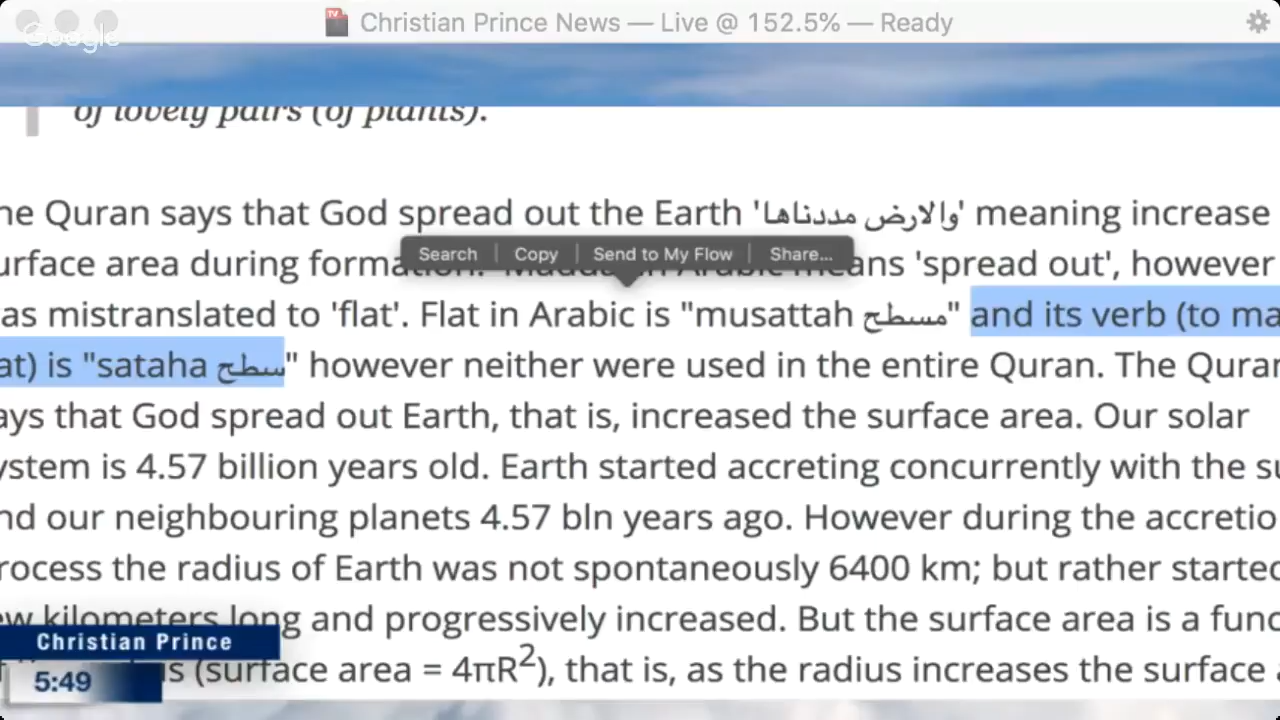 Christian Prince News — Live @ 152.5% — Ready
Google
of lovely pairs (of plants).
he Quran says that God spread out the Earth 'والارض مددناها' meaning increase
urface area during formation. ans 'spread out', however
Search Copy Send to My Flow Share...
as mistranslated to 'flat'. Flat in Arabic is "musattah مسطح" and its verb (to ma
at) is "sataha سطح" however neither were used in the entire Quran. The Quran
ays that God spread out Earth, that is, increased the surface area. Our solar
ystem is 4.57 billion years old. Earth started accreting concurrently with the su
nd our neighbouring planets 4.57 bln years ago. However during the accretio
rocess the radius of Earth was not spontaneously 6400 km; but rather started
ew kilometers long and progressively increased. But the surface area is a func
Christian Prince
is (surface area = 4πR²), that is, as the radius increases the surface a
5:49